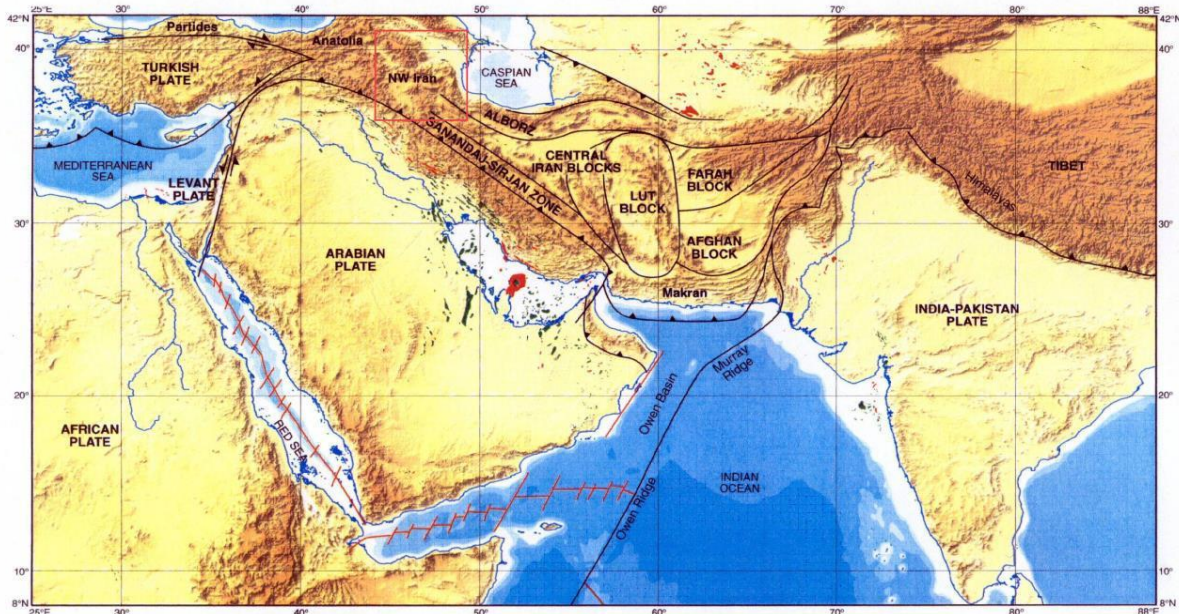 25°E 30° 40° 50° 60° 70° 80° 88°E
42°N
42°N
Partides
Anatolia
40°
40°
TURKISH
PLATE
NW Iran
CASPIAN
SEA
ALBORZ
SANANDAJ-SIRJAN ZONE
CENTRAL
IRAN BLOCKS
FARAH
BLOCK
LUT
BLOCK
TIBET
MEDITERRANEAN
SEA
LEVANT
PLATE
Himalayas
30°
30°
AFGHAN
BLOCK
ARABIAN
PLATE
Makran
INDIA-PAKISTAN
PLATE
Murray
Ridge
20°
20°
Owen Basin
AFRICAN
PLATE
RED SEA
INDIAN
OCEAN
Owen Ridge
10°
10°
8°N
8°N
25°E 30° 40° 50° 60° 70° 80° 88°E